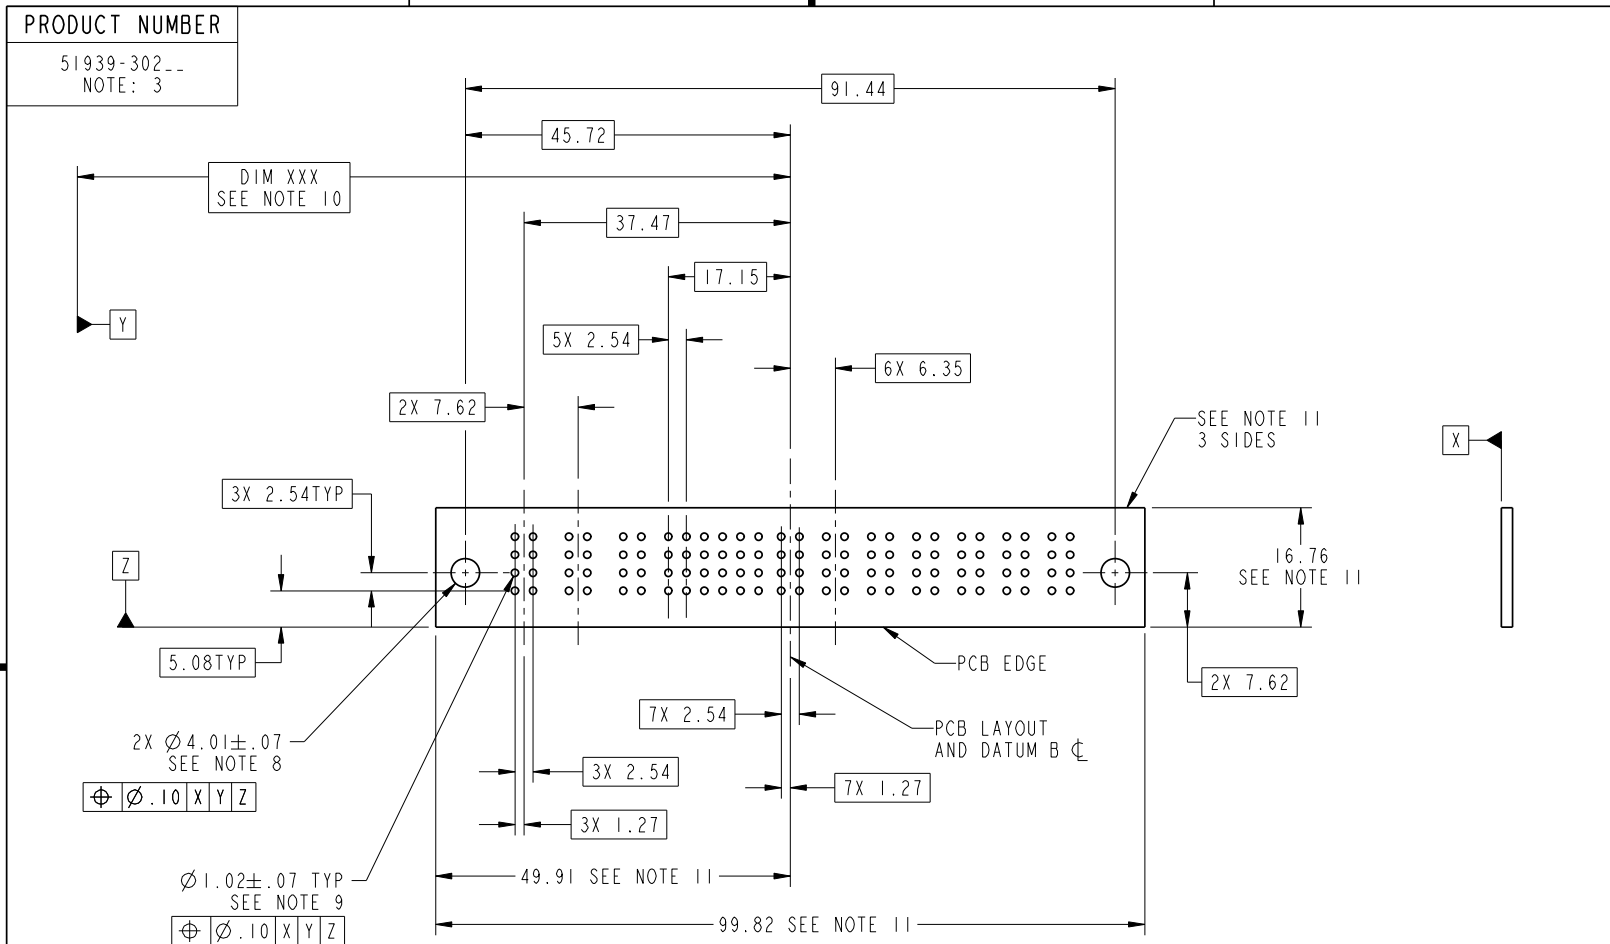 PRODUCT NUMBER
51939-302__
NOTE: 3
91.44
45.72
DIM XXX
SEE NOTE 10
37.47
17.15
Y
5X 2.54
6X 6.35
2X 7.62
SEE NOTE 11
3 SIDES
X
3X 2.54TYP
Z
16.76
SEE NOTE 11
5.08TYP
PCB EDGE
2X 7.62
7X 2.54
PCB LAYOUT
AND DATUM B ℄
2X Ø4.01±.07
SEE NOTE 8
⌖ Ø.10 X Y Z
3X 2.54
7X 1.27
3X 1.27
49.91 SEE NOTE 11
Ø1.02±.07 TYP
SEE NOTE 9
⌖ Ø.10 X Y Z
99.82 SEE NOTE 11